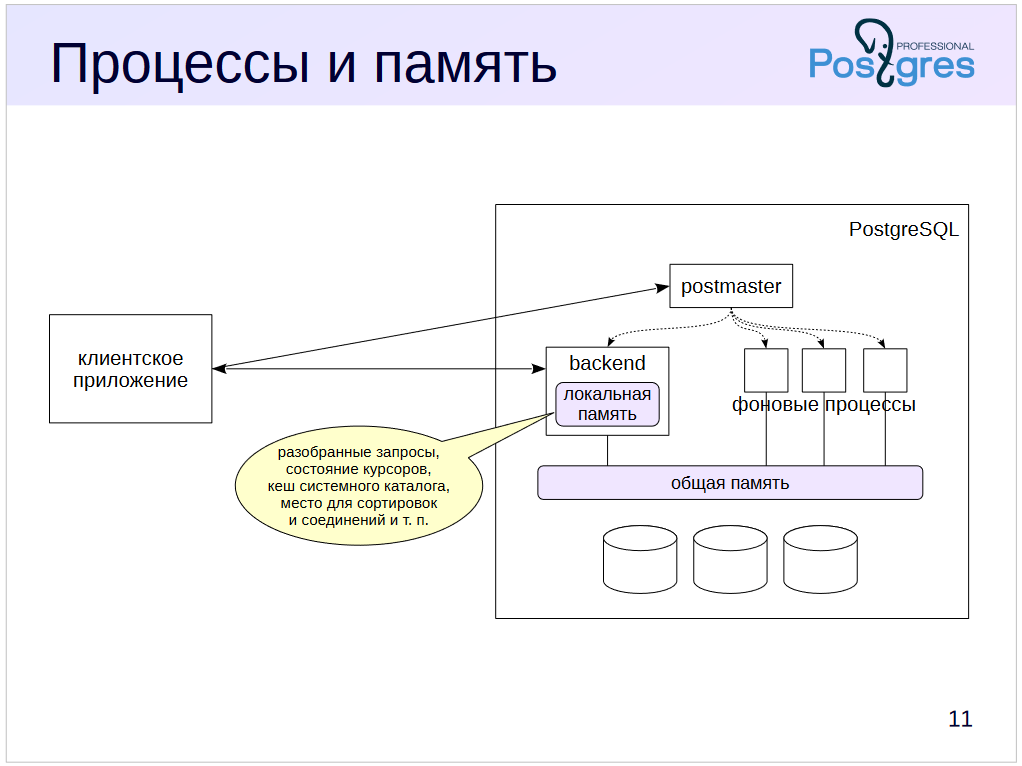 Процессы и память
PROFESSIONAL
Postgres
PostgreSQL
postmaster
клиентское
приложение
backend
локальная
память
фоновые процессы
разобранные запросы,
состояние курсоров,
кеш системного каталога,
место для сортировок
и соединений и т. п.
общая память
11